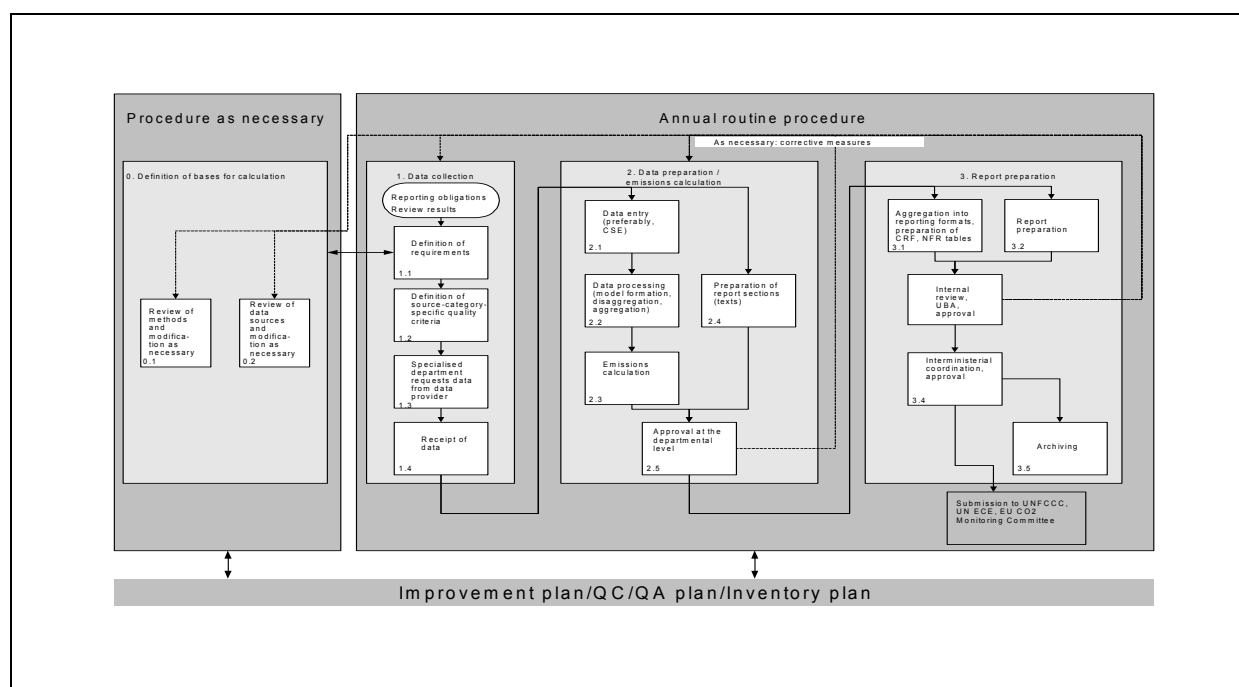 Procedure as necessary
Annual routine procedure
As necessary: corrective measures
0. Definition of bases for calculation
Review of
methods
and
modifica-
tion as
necessary
0.1
Review of
data
sources
and
modifica-
tion as
necessary
0.2
1. Data collection
Reporting obligations
Review results
Definition of
requirements
1.1
Definition of
source-category-
specific quality
criteria
1.2
Specialised
department
requests data
from data
provider
1.3
Receipt of
data
1.4
2. Data preparation /
emissions calculation
Data entry
(preferably,
CSE)
2.1
Data processing
(model formation,
disaggregation,
aggregation)
2.2
Emissions
calculation
2.3
Preparation of
report sections
(texts)
2.4
Approval at the
departmental
level
2.5
3. Report preparation
Aggregation into
reporting formats,
preparation of
CRF, NFR tables
3.1
Report
preparation
3.2
Internal
review,
UBA,
approval
Interministerial
coordination,
approval
3.4
Archiving
3.5
Submission to UNFCCC,
UN ECE, EU CO2
Monitoring Committee
Improvement plan/QC/QA plan/Inventory plan